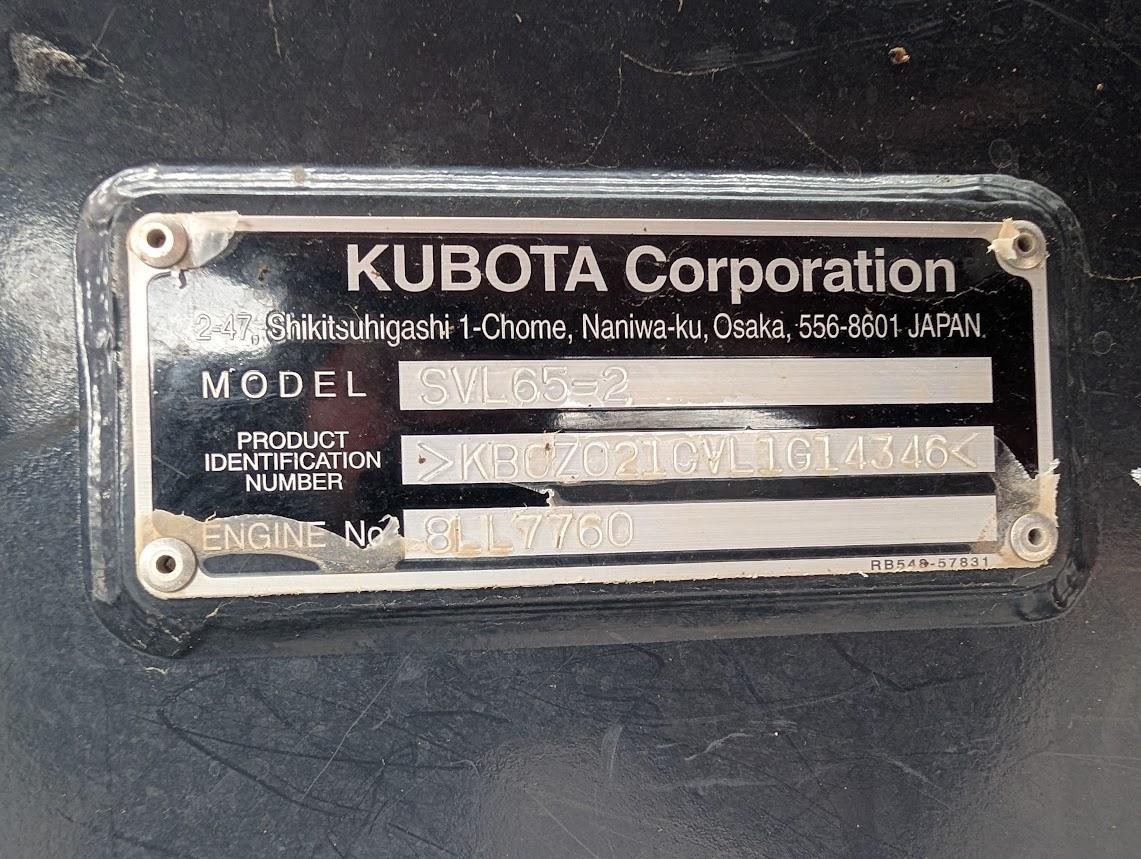 KUBOTA Corporation
2-47, Shikitsuhigashi 1-Chome, Naniwa-ku, Osaka, 556-8601 JAPAN.
MODEL SVL65-2
PRODUCT
IDENTIFICATION
NUMBER
>KBCZ021CVL1G14346<
ENGINE No. 8LL7760
RB548-57831